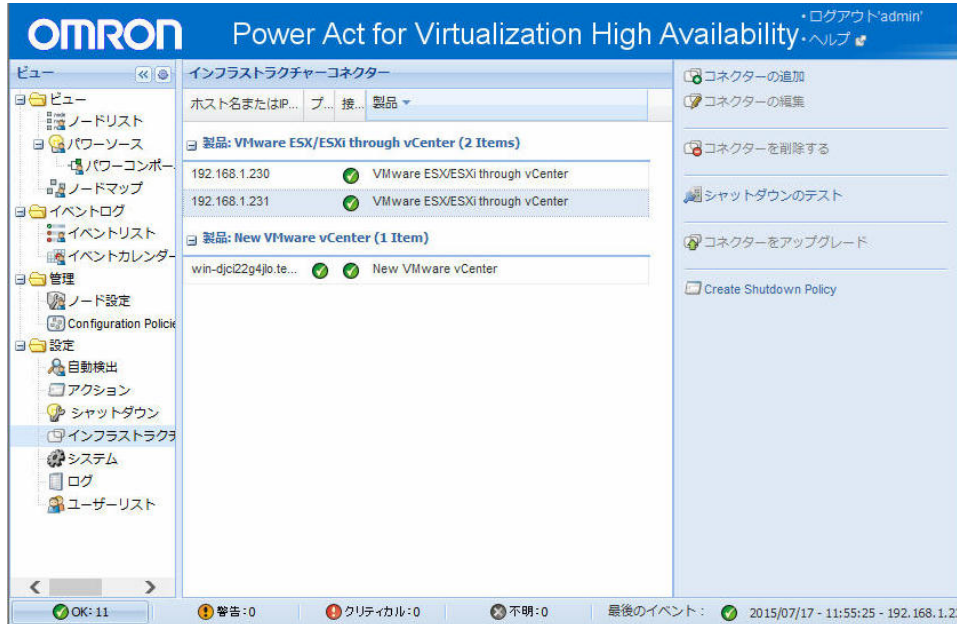 OMRON
Power Act for Virtualization High Availability
・ログアウト'admin'
・ヘルプ
ビュー
ビュー
ノードリスト
パワーソース
パワーコンポー
ノードマップ
イベントログ
イベントリスト
イベントカレンダー
管理
ノード設定
Configuration Policie
設定
自動検出
アクション
シャットダウン
インフラストラクチ
システム
ログ
ユーザーリスト
インフラストラクチャーコネクター
ホスト名またはIP... プ... 接... 製品
製品: VMware ESX/ESXi through vCenter (2 Items)
192.168.1.230 VMware ESX/ESXi through vCenter
192.168.1.231 VMware ESX/ESXi through vCenter
製品: New VMware vCenter (1 Item)
win-djci22g4jlo.te... New VMware vCenter
コネクターの追加
コネクターの編集
コネクターを削除する
シャットダウンのテスト
コネクターをアップグレード
Create Shutdown Policy
OK: 11 警告：0 クリティカル：0 不明：0 最後のイベント： 2015/07/17 - 11:55:25 - 192.168.1.2